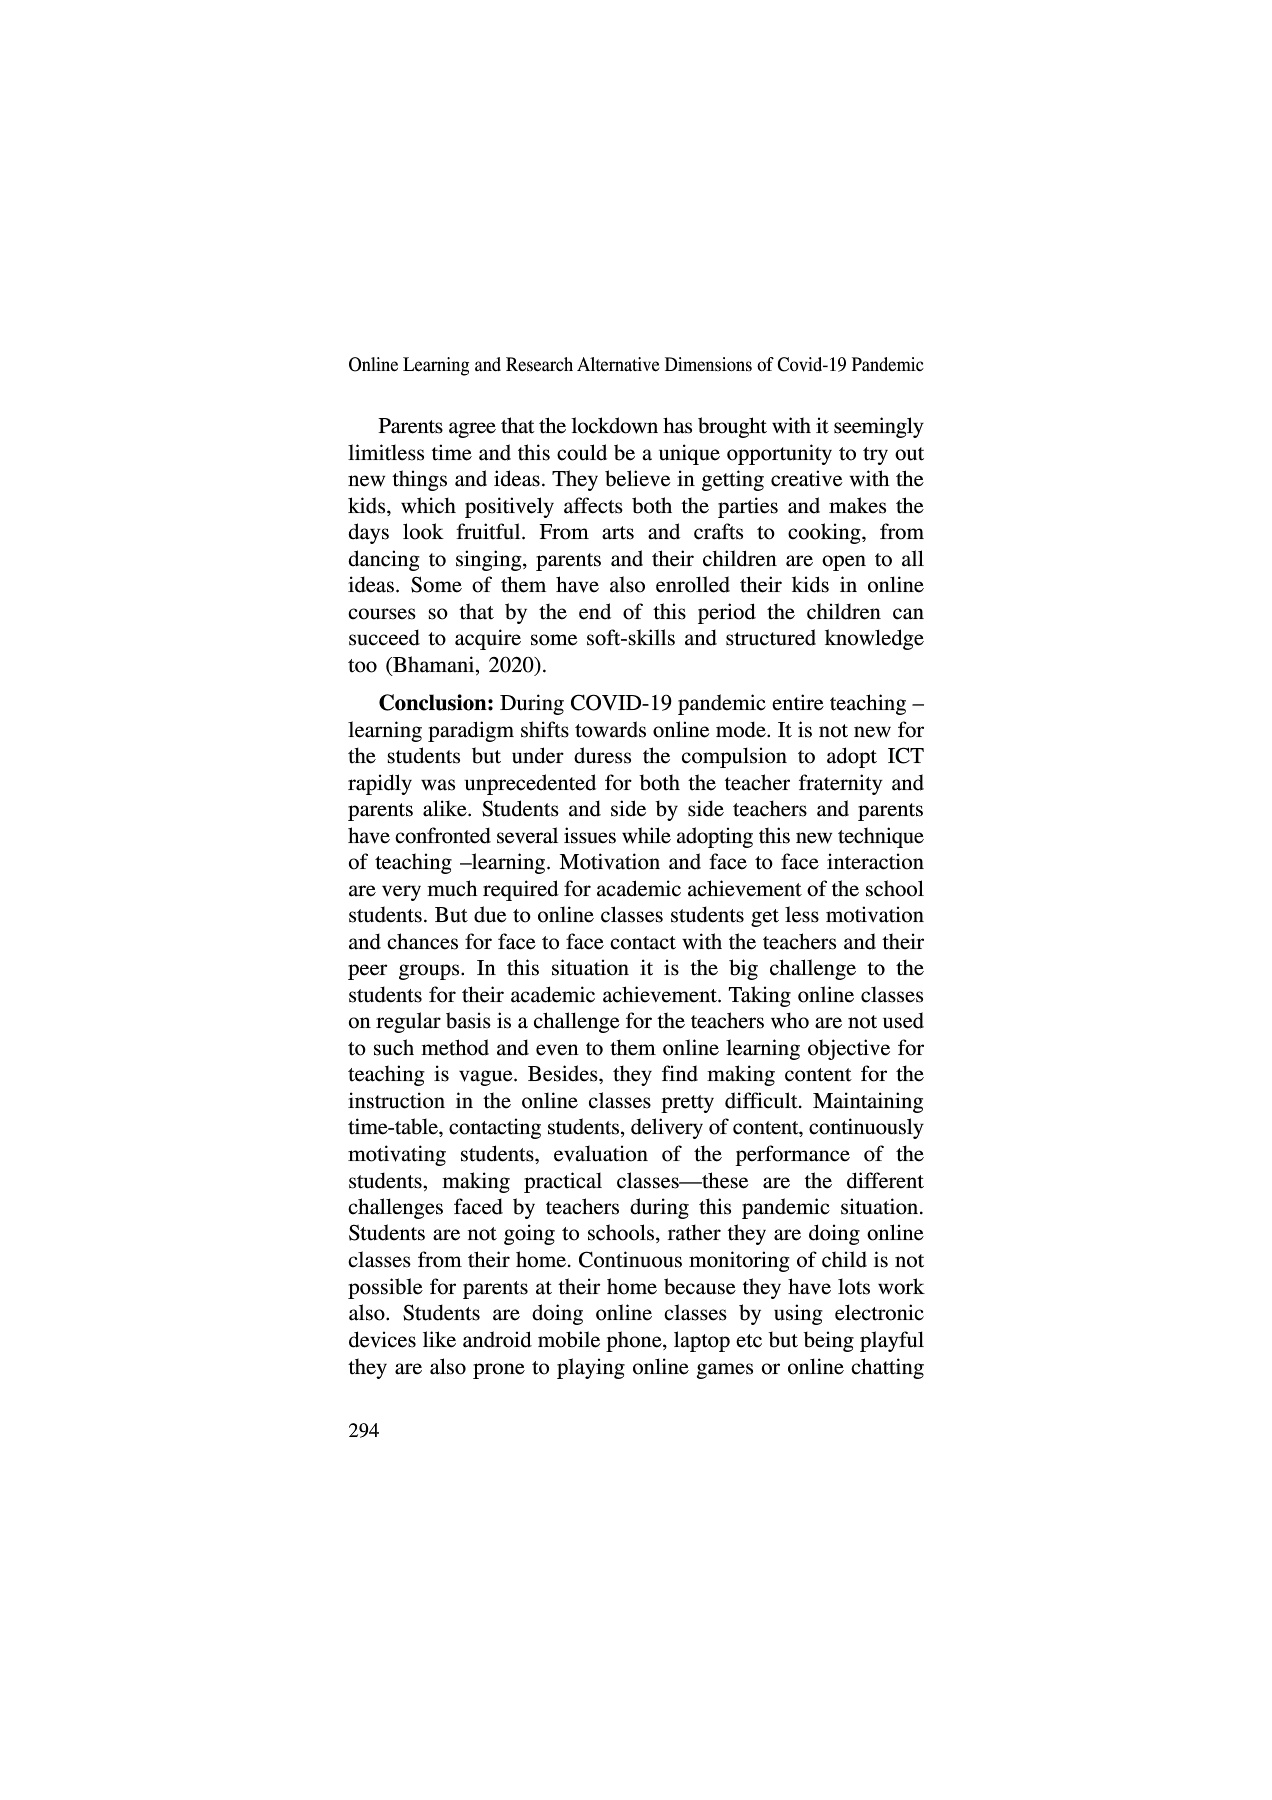 Online Learning and Research Alternative Dimensions of Covid-19 Pandemic
Parents agree that the lockdown has brought with it seemingly
limitless time and this could be a unique opportunity to try out
new things and ideas. They believe in getting creative with the
kids, which positively affects both the parties and makes the
days look fruitful. From arts and crafts to cooking, from
dancing to singing, parents and their children are open to all
ideas. Some of them have also enrolled their kids in online
courses so that by the end of this period the children can
succeed to acquire some soft-skills and structured knowledge
too (Bhamani, 2020).
Conclusion: During COVID-19 pandemic entire teaching –
learning paradigm shifts towards online mode. It is not new for
the students but under duress the compulsion to adopt ICT
rapidly was unprecedented for both the teacher fraternity and
parents alike. Students and side by side teachers and parents
have confronted several issues while adopting this new technique
of teaching –learning. Motivation and face to face interaction
are very much required for academic achievement of the school
students. But due to online classes students get less motivation
and chances for face to face contact with the teachers and their
peer groups. In this situation it is the big challenge to the
students for their academic achievement. Taking online classes
on regular basis is a challenge for the teachers who are not used
to such method and even to them online learning objective for
teaching is vague. Besides, they find making content for the
instruction in the online classes pretty difficult. Maintaining
time-table, contacting students, delivery of content, continuously
motivating students, evaluation of the performance of the
students, making practical classes—these are the different
challenges faced by teachers during this pandemic situation.
Students are not going to schools, rather they are doing online
classes from their home. Continuous monitoring of child is not
possible for parents at their home because they have lots work
also. Students are doing online classes by using electronic
devices like android mobile phone, laptop etc but being playful
they are also prone to playing online games or online chatting
294